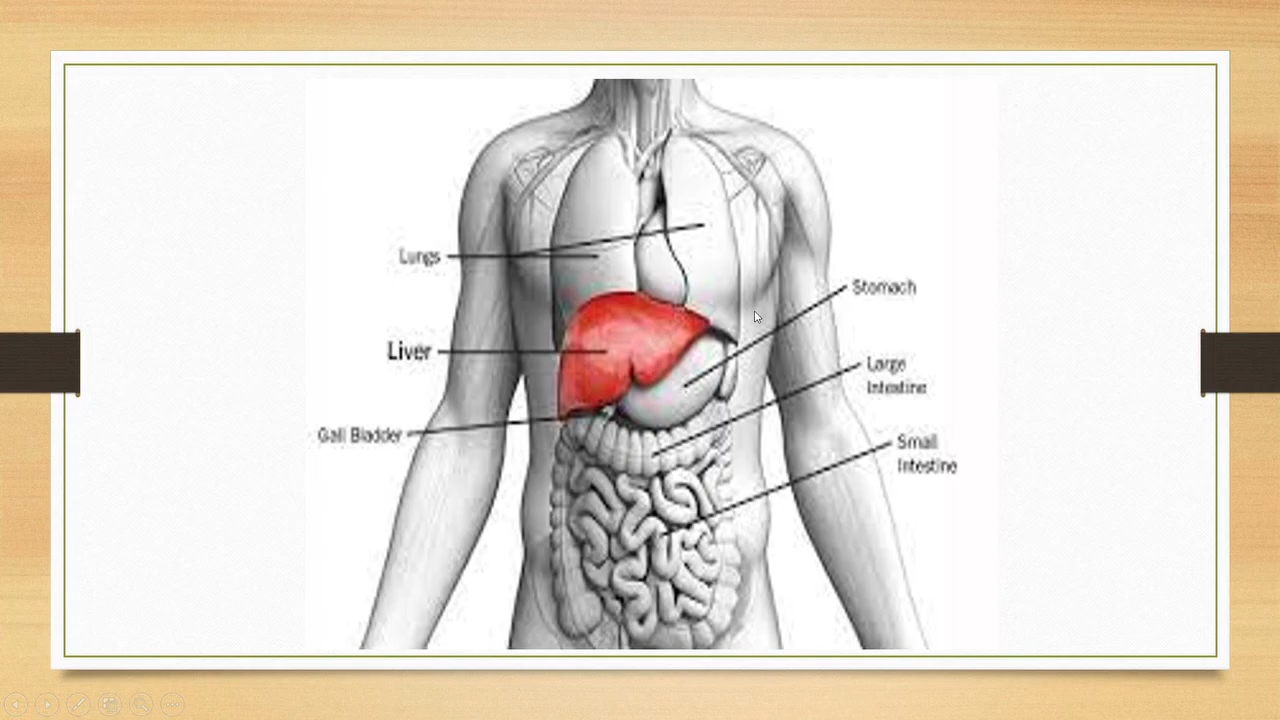 Lungs
Stomach
Liver
Large
Intestine
Gall Bladder
Small
Intestine